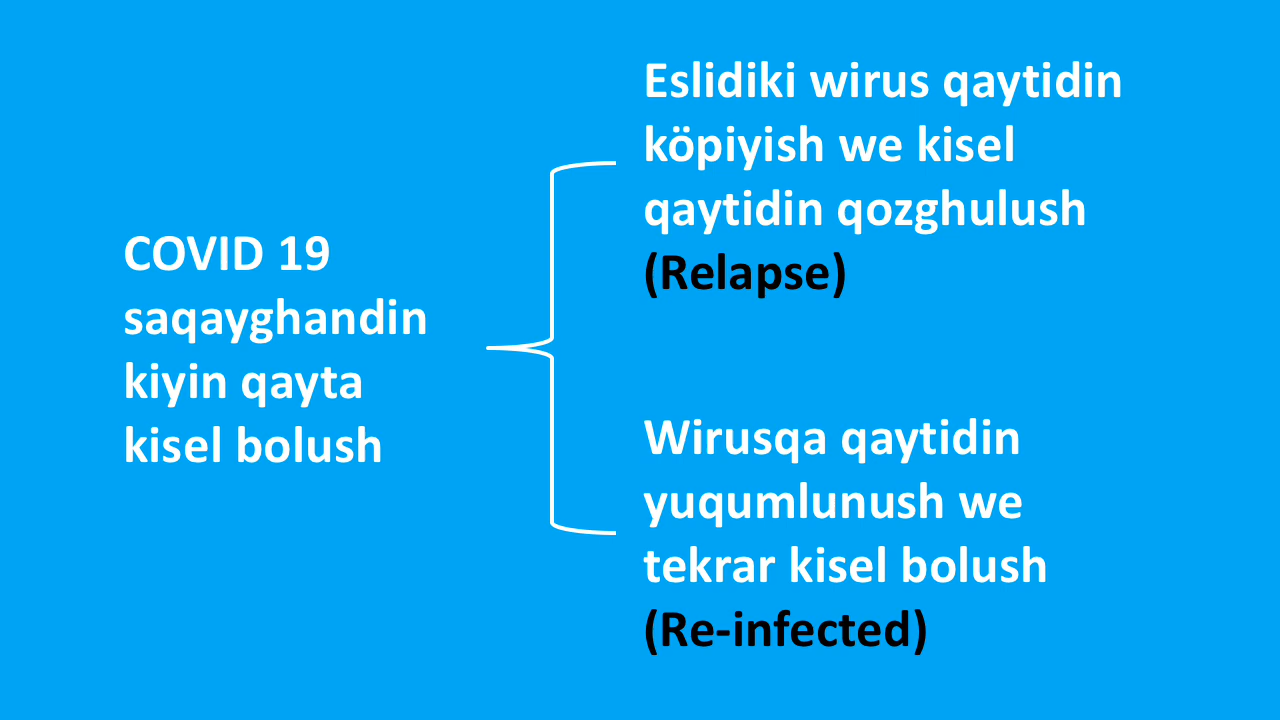 COVID 19
saqayghandin
kiyin qayta
kisel bolush
Eslidiki wirus qaytidin
köpiyish we kisel
qaytidin qozghulush
(Relapse)
Wirusqa qaytidin
yuqumlunush we
tekrar kisel bolush
(Re-infected)